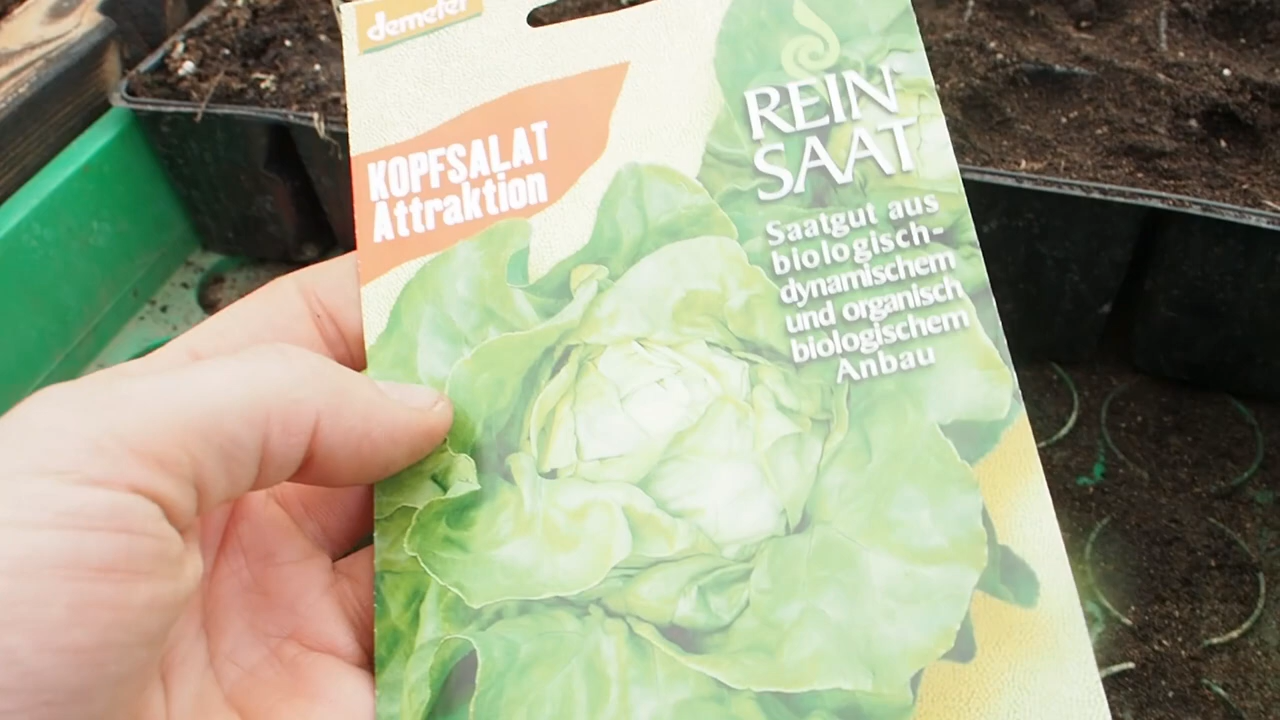 demeter
KOPFSALAT
Attraktion
REIN
SAAT
Saatgut aus
biologisch-
dynamischem
und organisch
biologischem
Anbau